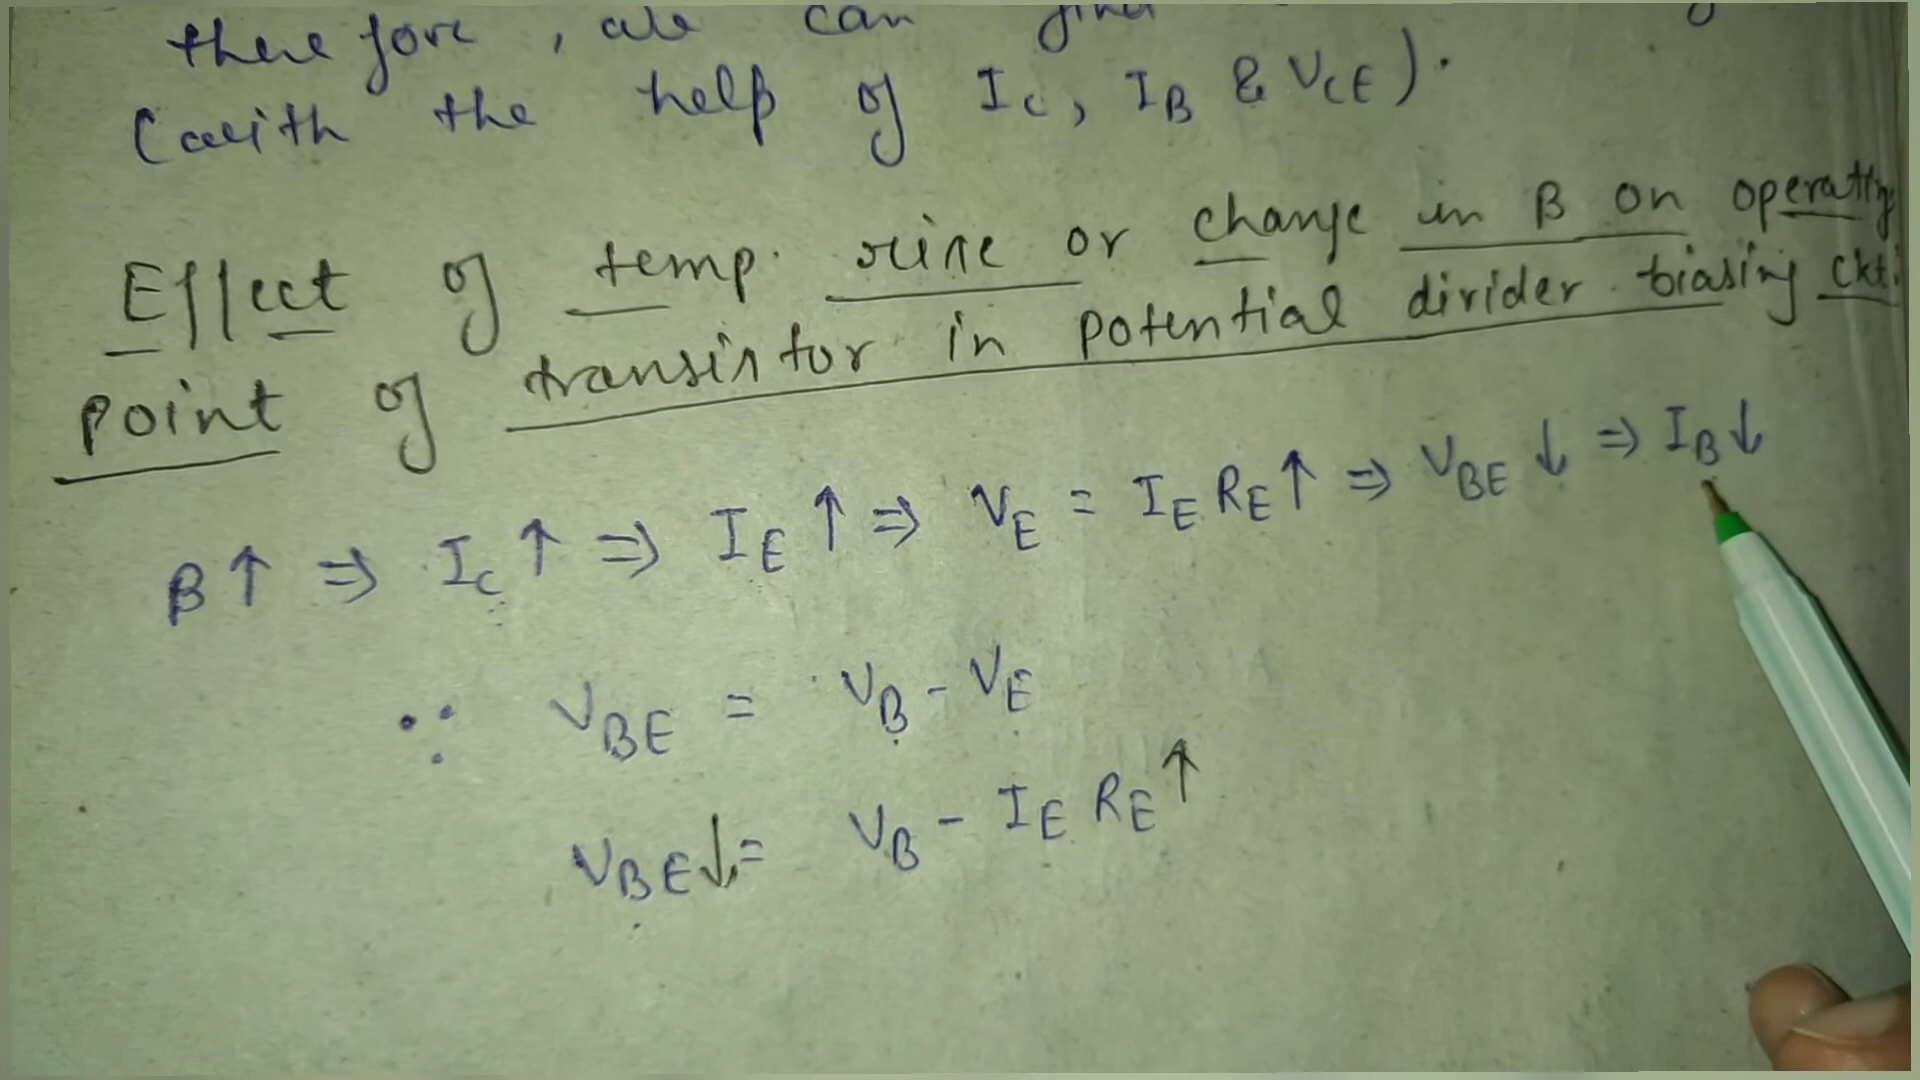 therefore, we can find
(with the help of IC, IB & VCE).
Effect of temp. rise or change in β on operating
point of transistor in potential divider biasing ckt.
β↑ ⇒ IC↑ ⇒ IE↑ ⇒ VE = IE RE↑ ⇒ VBE↓ ⇒ IB↓
∵ VBE = VB - VE
VBE↓ = VB - IE RE↑